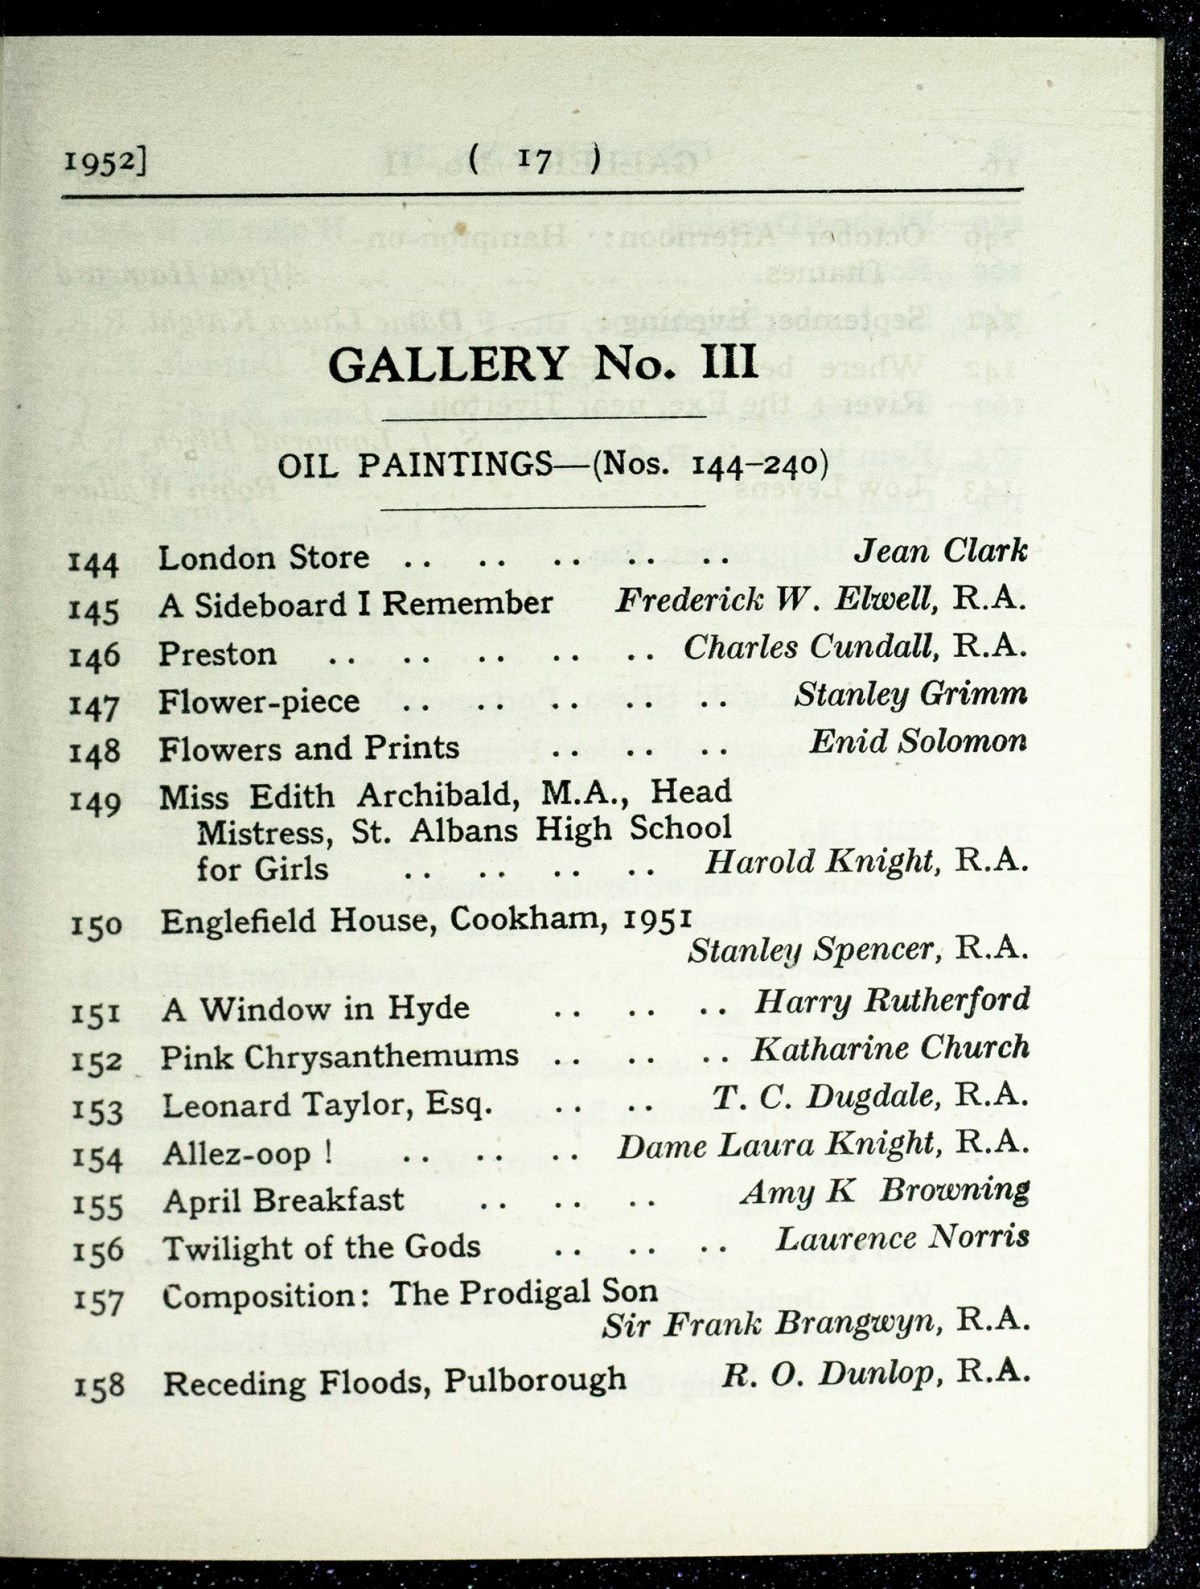 1952] ( 17 )
GALLERY No. III
OIL PAINTINGS—(Nos. 144–240)
144 London Store .. .. .. .. .. Jean Clark
145 A Sideboard I Remember Frederick W. Elwell, R.A.
146 Preston .. .. .. .. .. Charles Cundall, R.A.
147 Flower-piece .. .. .. .. .. Stanley Grimm
148 Flowers and Prints .. .. .. Enid Solomon
149 Miss Edith Archibald, M.A., Head
Mistress, St. Albans High School
for Girls .. .. .. .. Harold Knight, R.A.
150 Englefield House, Cookham, 1951
Stanley Spencer, R.A.
151 A Window in Hyde .. .. .. Harry Rutherford
152 Pink Chrysanthemums .. .. .. Katharine Church
153 Leonard Taylor, Esq. .. .. T. C. Dugdale, R.A.
154 Allez-oop ! .. .. .. Dame Laura Knight, R.A.
155 April Breakfast .. .. .. Amy K Browning
156 Twilight of the Gods .. .. .. Laurence Norris
157 Composition: The Prodigal Son
Sir Frank Brangwyn, R.A.
158 Receding Floods, Pulborough R. O. Dunlop, R.A.